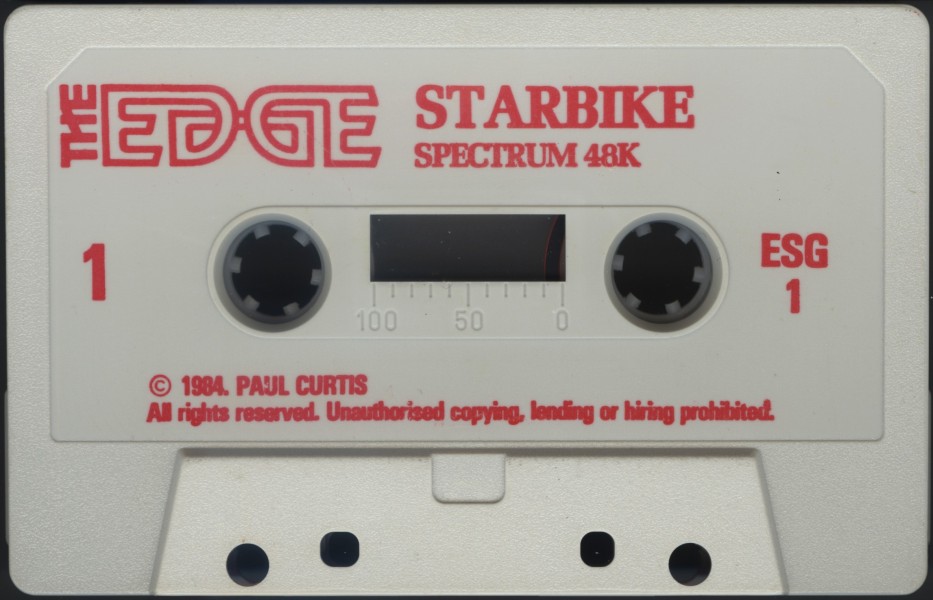 THE EDGE
STARBIKE
SPECTRUM 48K
1
ESG
1
100 50 0
© 1984. PAUL CURTIS
All rights reserved. Unauthorised copying, lending or hiring prohibited.